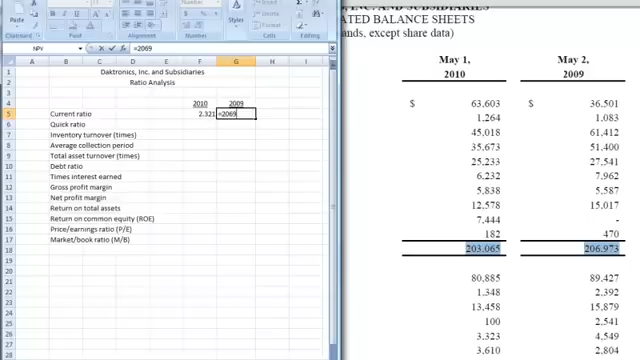 Paste
Clipboard
Font
Alignment
Number
Styles
Cells
Editing
NPV
=2069
A B C D E F G H I
1 Daktronics, Inc. and Subsidiaries
2 Ratio Analysis
3
4 2010 2009
5 Current ratio 2.321 =2069
6 Quick ratio
7 Inventory turnover (times)
8 Average collection period
9 Total asset turnover (times)
10 Debt ratio
11 Times interest earned
12 Gross profit margin
13 Net profit margin
14 Return on total assets
15 Return on common equity (ROE)
16 Price/earnings ratio (P/E)
17 Market/book ratio (M/B)
18
19
20
21
22
23
24
25
26
27
28
, INC. AND SUBSIDIARIES
ATED BALANCE SHEETS
ands, except share data)
May 1, May 2,
2010 2009
$ 63,603 $ 36,501
1,264 1,083
45,018 61,412
35,673 51,400
25,233 27,541
6,232 7,962
5,838 5,587
12,578 15,017
7,444 -
182 470
203,065 206,973
80,885 89,427
1,348 2,392
13,458 15,879
100 2,541
3,323 4,549
3,610 2,804